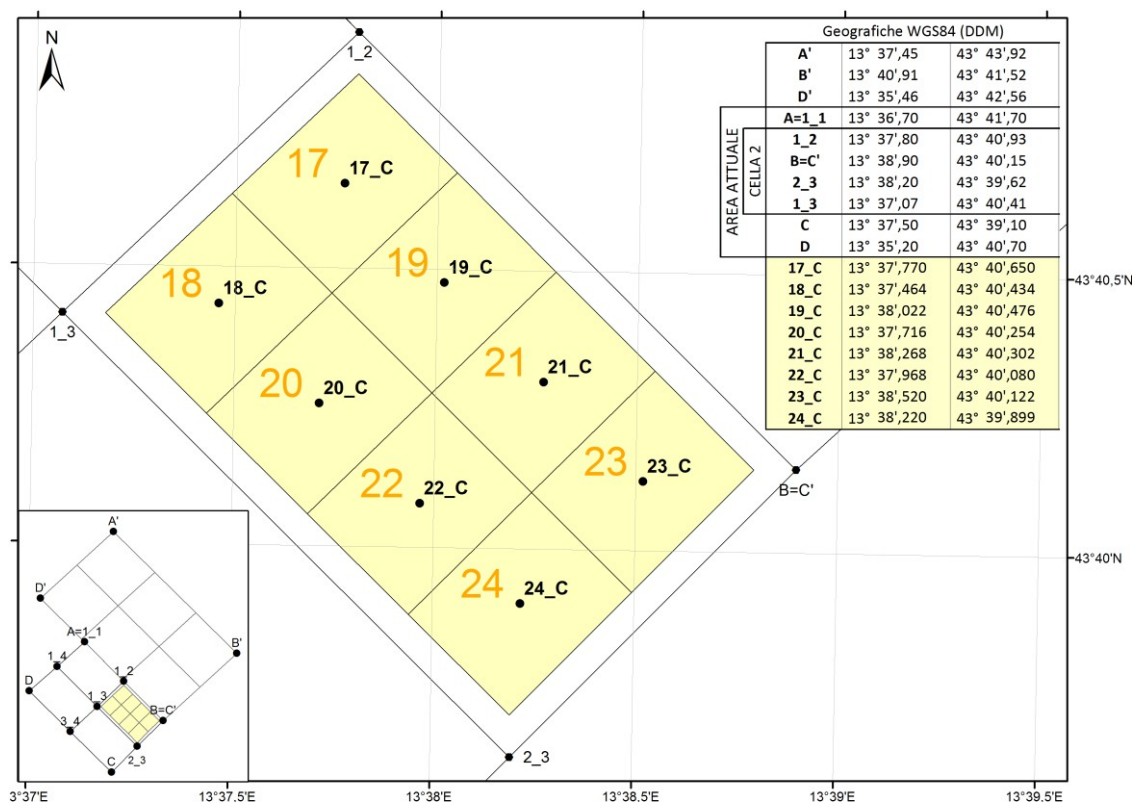 N
Geografiche WGS84 (DDM)
A' 13° 37',45 43° 43',92
B' 13° 40',91 43° 41',52
D' 13° 35',46 43° 42',56
AREA ATTUALE
A=1_1 13° 36',70 43° 41',70
CELLA 2
1_2 13° 37',80 43° 40',93
B=C' 13° 38',90 43° 40',15
2_3 13° 38',20 43° 39',62
1_3 13° 37',07 43° 40',41
C 13° 37',50 43° 39',10
D 13° 35',20 43° 40',70
17_C 13° 37',770 43° 40',650
18_C 13° 37',464 43° 40',434
19_C 13° 38',022 43° 40',476
20_C 13° 37',716 43° 40',254
21_C 13° 38',268 43° 40',302
22_C 13° 37',968 43° 40',080
23_C 13° 38',520 43° 40',122
24_C 13° 38',220 43° 39',899
1_2
17 17_C
19 19_C
18 18_C
1_3
43°40,5'N
21 21_C
20 20_C
23 23_C
B=C'
22 22_C
43°40'N
24 24_C
2_3
A'
D'
A=1_1
B'
1_4
1_2
D
1_3
B=C'
3_4
2_3
C
3°37'E 13°37,5'E 13°38'E 13°38,5'E 13°39'E 13°39,5'E